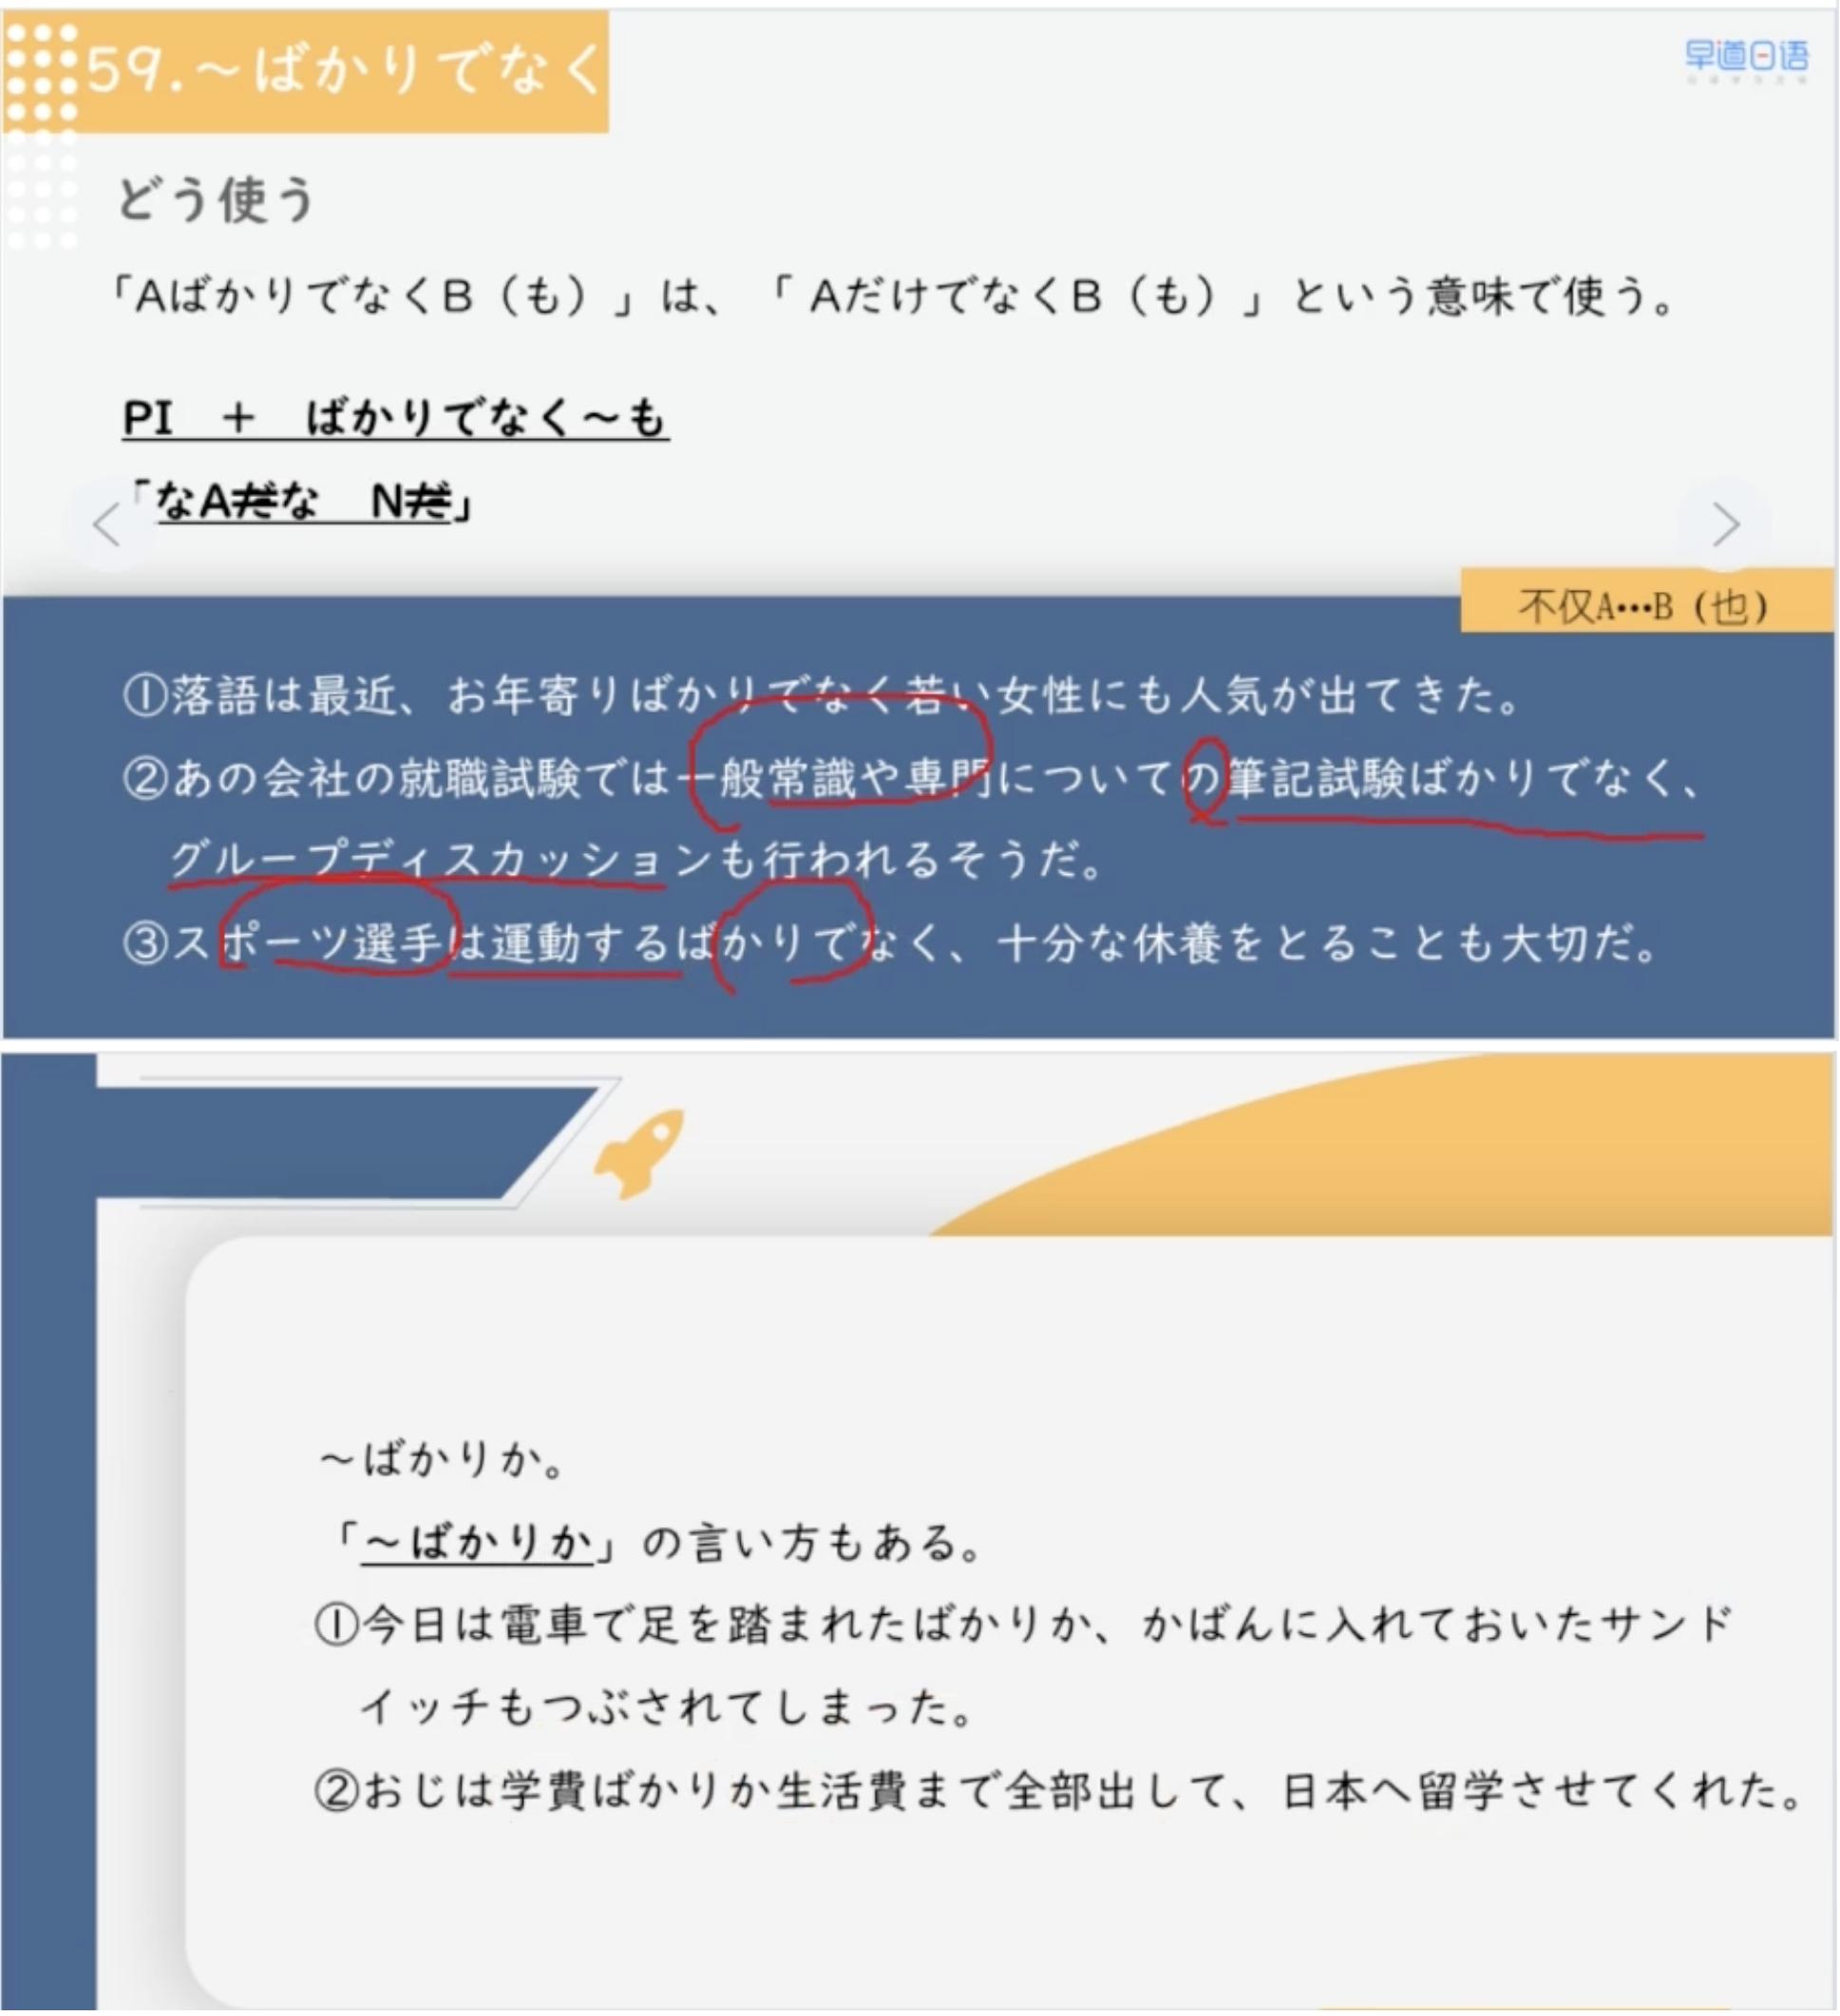 59.～ばかりでなく
早道日语
どう使う
「AばかりでなくB（も）」は、「AだけでなくB（も）」という意味で使う。
PI ＋ ばかりでなく～も
「なAだな Nだ」
不仅A…B（也）
①落語は最近、お年寄りばかりでなく若い女性にも人気が出てきた。
②あの会社の就職試験では一般常識や専門についての筆記試験ばかりでなく、
グループディスカッションも行われるそうだ。
③スポーツ選手は運動するばかりでなく、十分な休養をとることも大切だ。
～ばかりか。
「～ばかりか」の言い方もある。
①今日は電車で足を踏まれたばかりか、かばんに入れておいたサンド
イッチもつぶされてしまった。
②おじは学費ばかりか生活費まで全部出して、日本へ留学させてくれた。